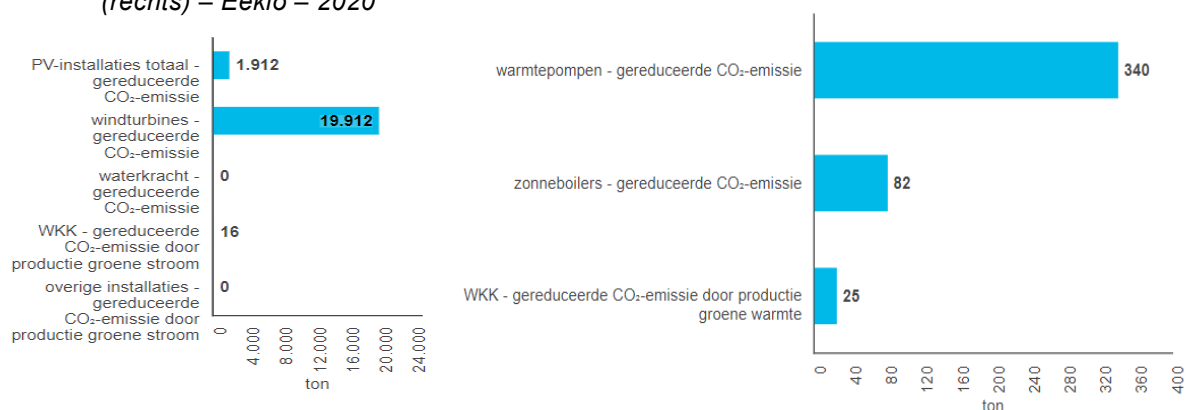 (rechts) – Eeklo – 2020
PV-installaties totaal -
gereduceerde
CO₂-emissie
1.912
windturbines -
gereduceerde
CO₂-emissie
19.912
waterkracht -
gereduceerde
CO₂-emissie
0
WKK - gereduceerde
CO₂-emissie door
productie groene stroom
16
overige installaties -
gereduceerde
CO₂-emissie door
productie groene stroom
0
0
4.000
8.000
12.000
16.000
20.000
24.000
ton
warmtepompen - gereduceerde CO₂-emissie
340
zonneboilers - gereduceerde CO₂-emissie
82
WKK - gereduceerde CO₂-emissie door productie
groene warmte
25
0
40
80
120
160
200
240
280
320
360
400
ton